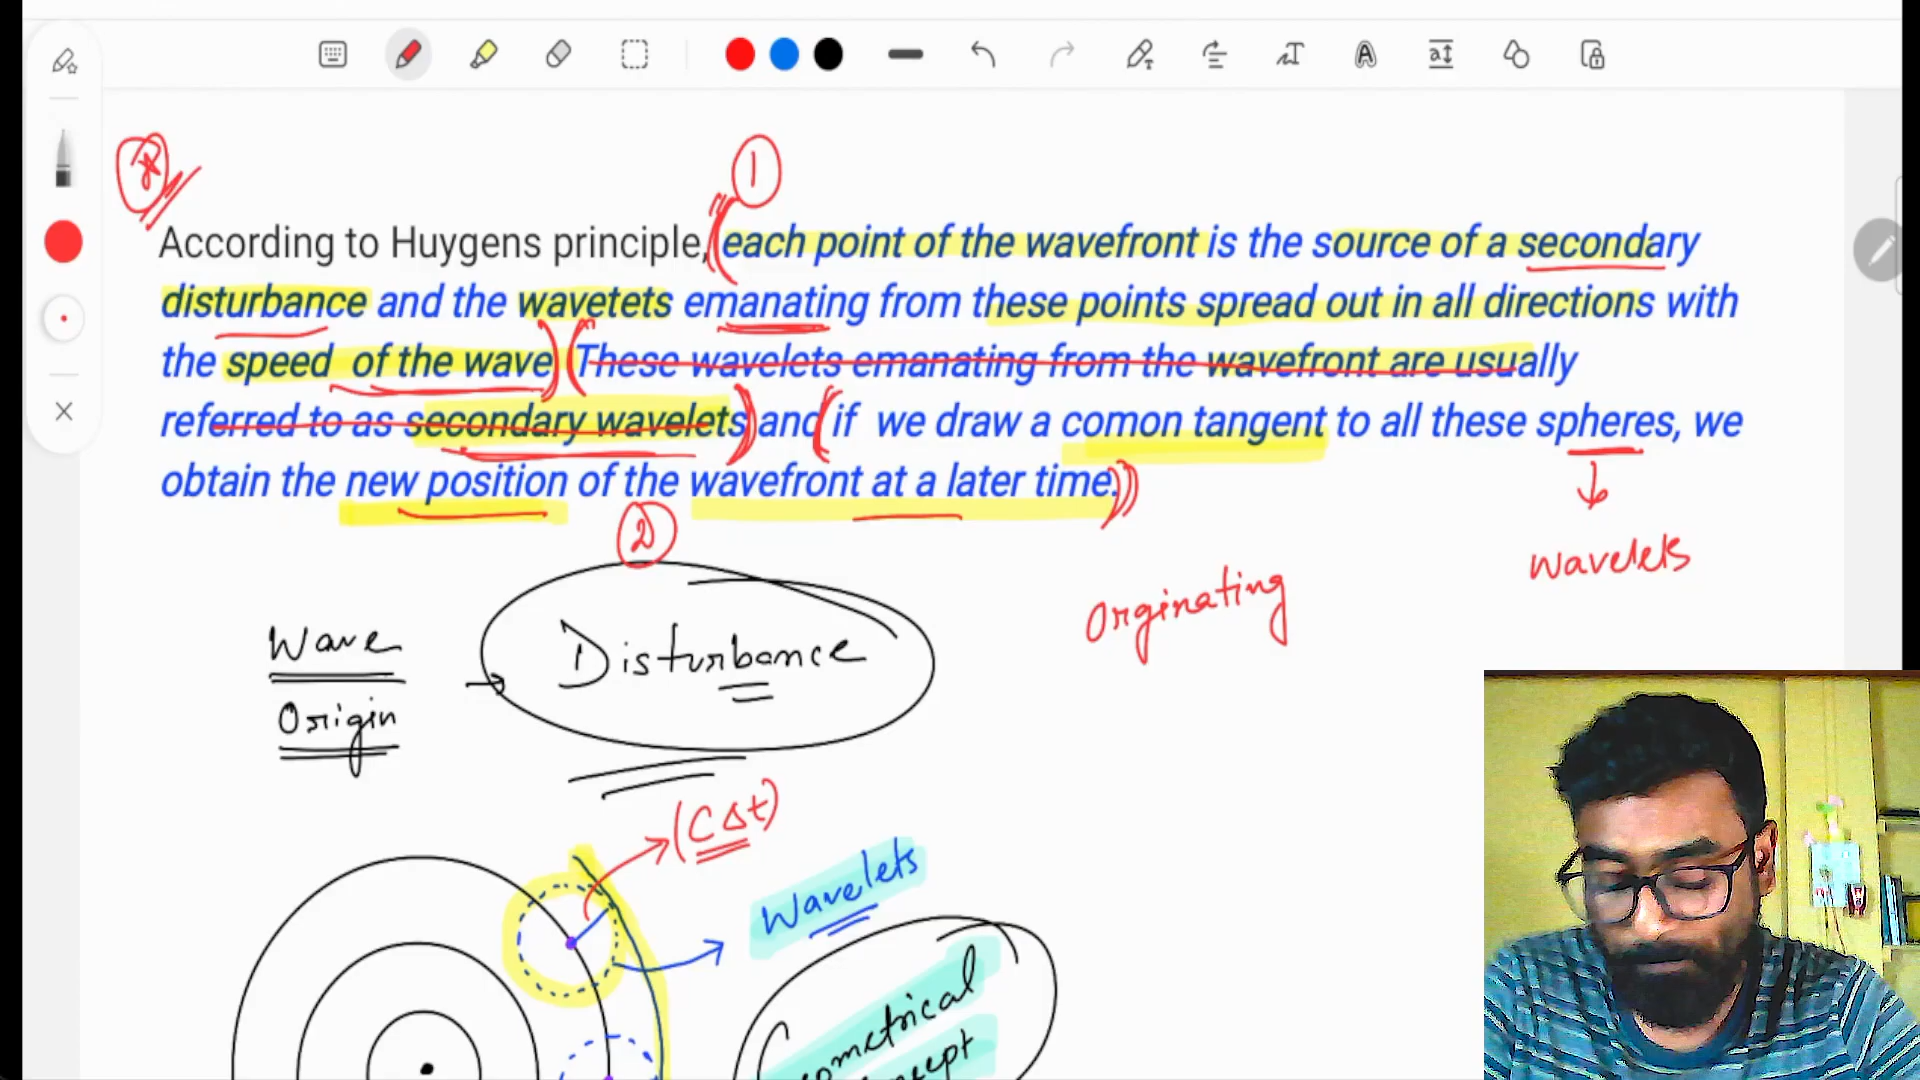 1
According to Huygens principle, each point of the wavefront is the source of a secondary
disturbance and the wavetets emanating from these points spread out in all directions with
the speed of the wave These wavelets emanating from the wavefront are usually
referred to as secondary wavelets and if we draw a comon tangent to all these spheres, we
obtain the new position of the wavefront at a later time.
2
wavelets
Orginating
Wave
Origin
Disturbance
(CΔt)
Wavelets